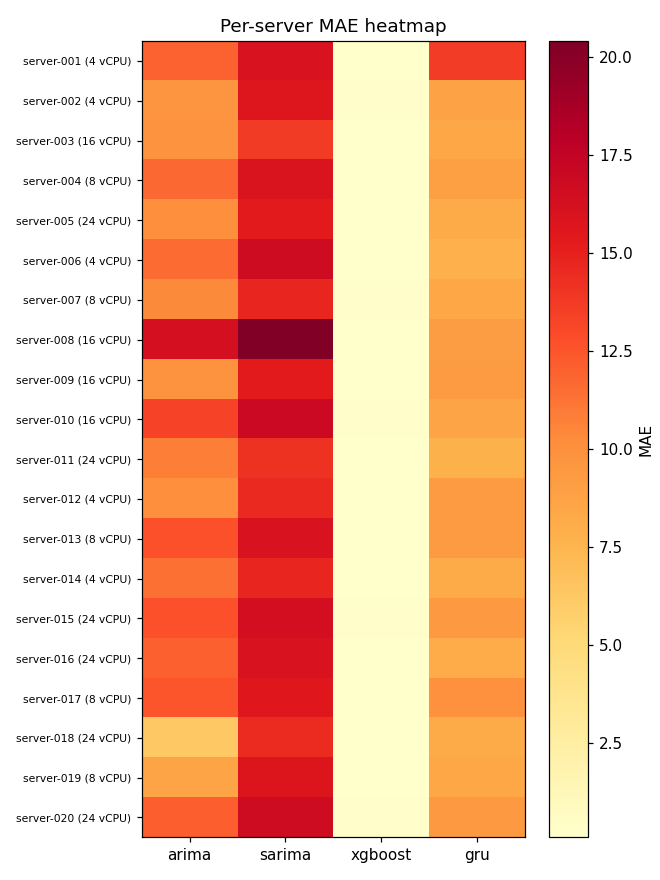 Per-server MAE heatmap
server-001 (4 vCPU)
server-002 (4 vCPU)
server-003 (16 vCPU)
server-004 (8 vCPU)
server-005 (24 vCPU)
server-006 (4 vCPU)
server-007 (8 vCPU)
server-008 (16 vCPU)
server-009 (16 vCPU)
server-010 (16 vCPU)
server-011 (24 vCPU)
server-012 (4 vCPU)
server-013 (8 vCPU)
server-014 (4 vCPU)
server-015 (24 vCPU)
server-016 (24 vCPU)
server-017 (8 vCPU)
server-018 (24 vCPU)
server-019 (8 vCPU)
server-020 (24 vCPU)
arima sarima xgboost gru
20.0
17.5
15.0
12.5
10.0
7.5
5.0
2.5
MAE